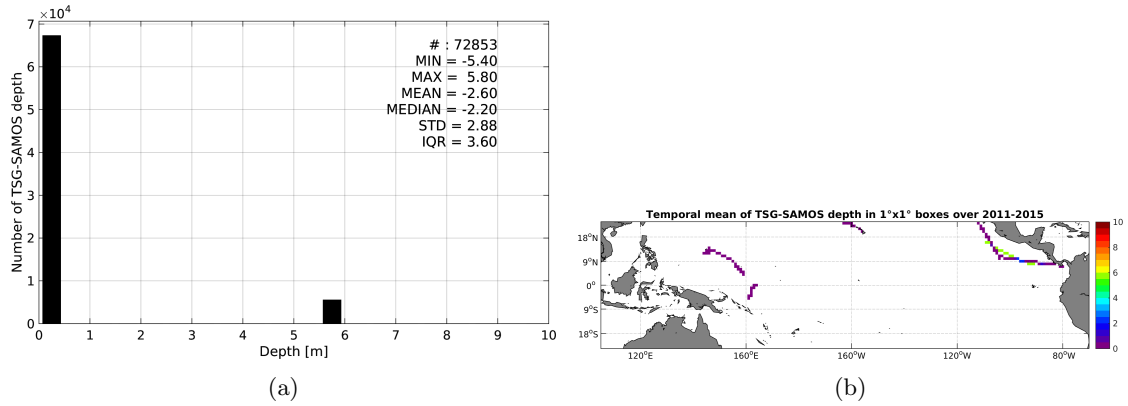 ×10⁴
7
6
5
4
3
2
1
0
Number of TSG-SAMOS depth
# : 72853
MIN = -5.40
MAX = 5.80
MEAN = -2.60
MEDIAN = -2.20
STD = 2.88
IQR = 3.60
0 1 2 3 4 5 6 7 8 9 10
Depth [m]
(a)
Temporal mean of TSG-SAMOS depth in 1°x1° boxes over 2011-2015
18°N
9°N
0°
9°S
18°S
120°E 160°E 160°W 120°W 80°W
10
8
6
4
2
0
(b)